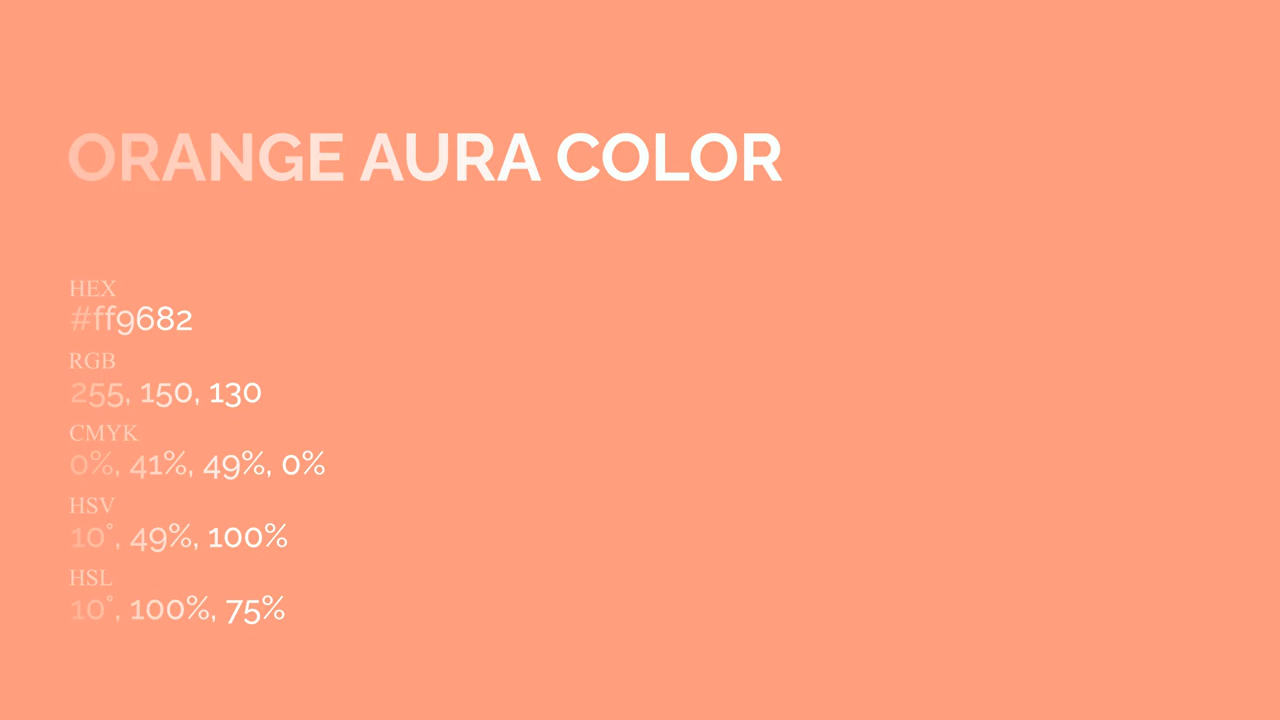 ORANGE AURA COLOR
HEX
#ff9682
RGB
255, 150, 130
CMYK
0%, 41%, 49%, 0%
HSV
10°, 49%, 100%
HSL
10°, 100%, 75%